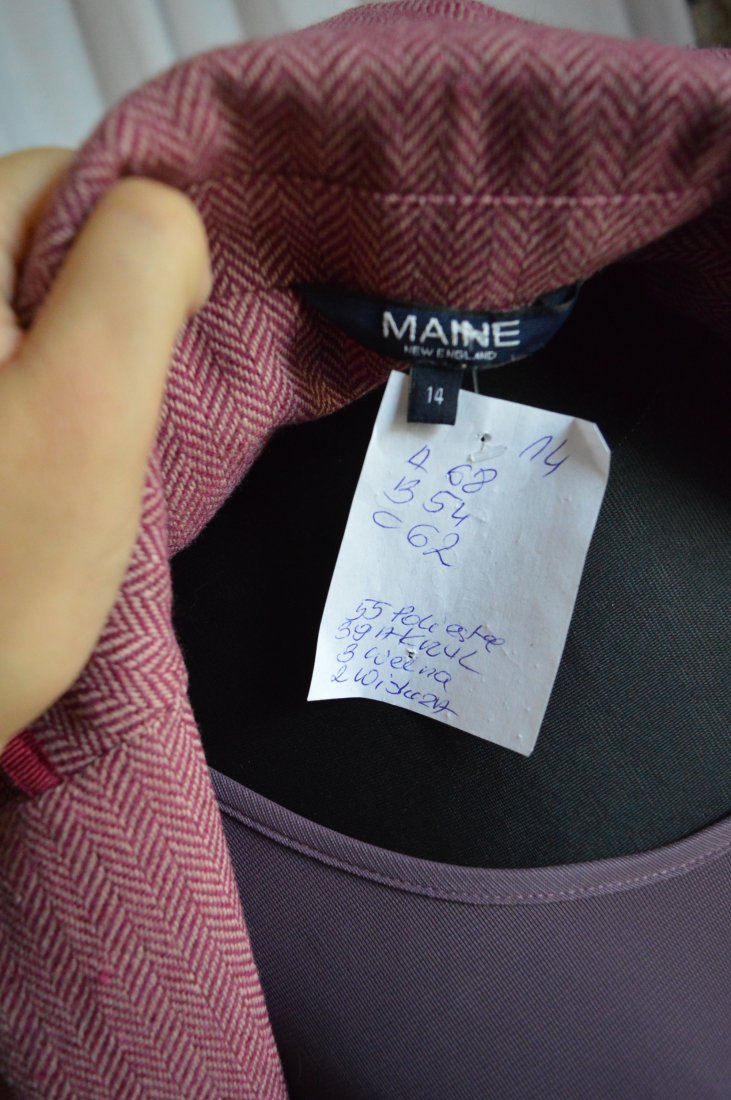 MAINE
NEW ENGLAND
14
14
A 68
B 54
C 62
55 Poliester
39 AKRYL
3 Wełna
2 Wiskoza